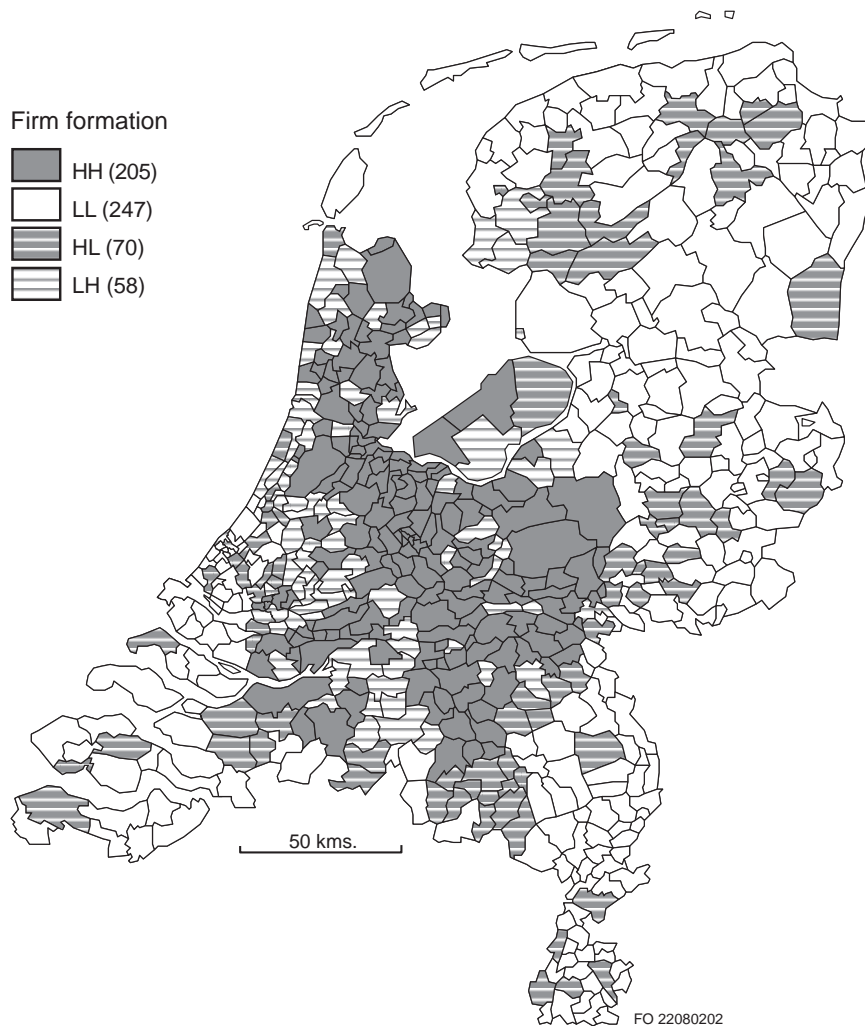 Firm formation
HH (205)
LL (247)
HL (70)
LH (58)
50 kms.
FO 22080202